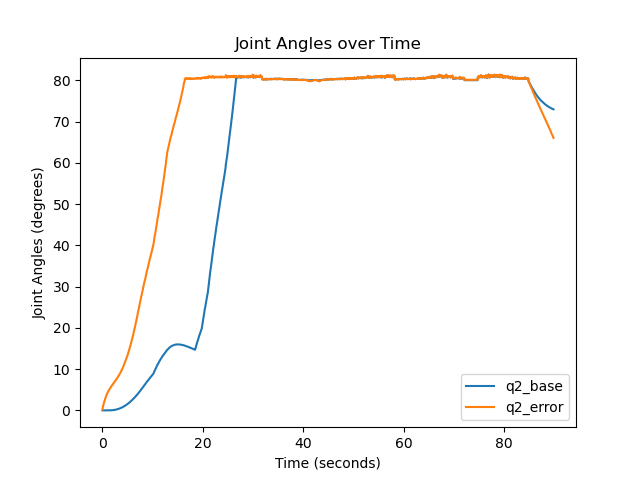 Joint Angles over Time
Joint Angles (degrees)
80
70
60
50
40
30
20
10
0
0 20 40 60 80
Time (seconds)
q2_base
q2_error